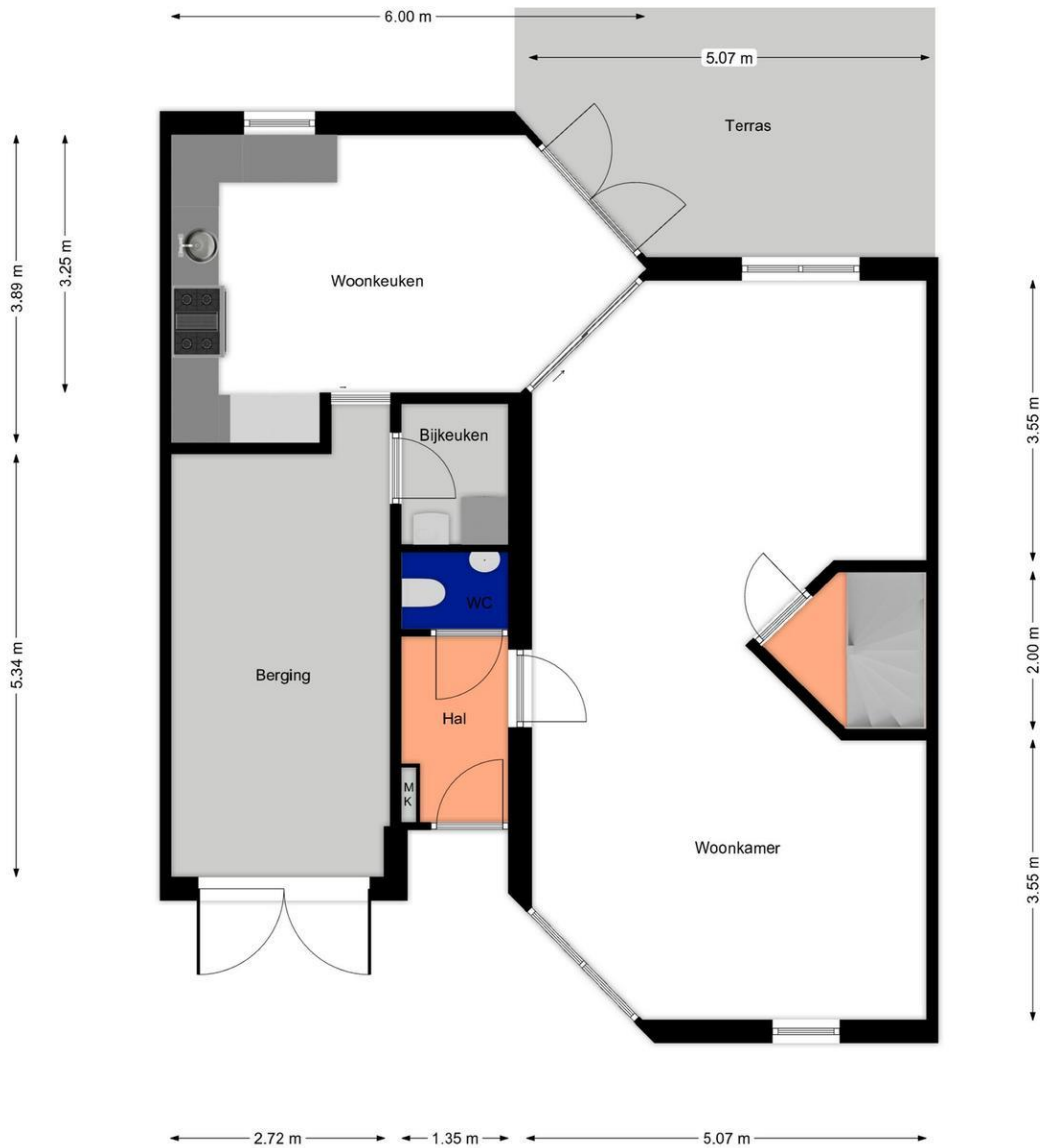 6.00 m
5.07 m
Terras
3.89 m
3.25 m
Woonkeuken
3.55 m
Bijkeuken
WC
2.00 m
5.34 m
Berging
Hal
M
K
Woonkamer
3.55 m
2.72 m
1.35 m
5.07 m